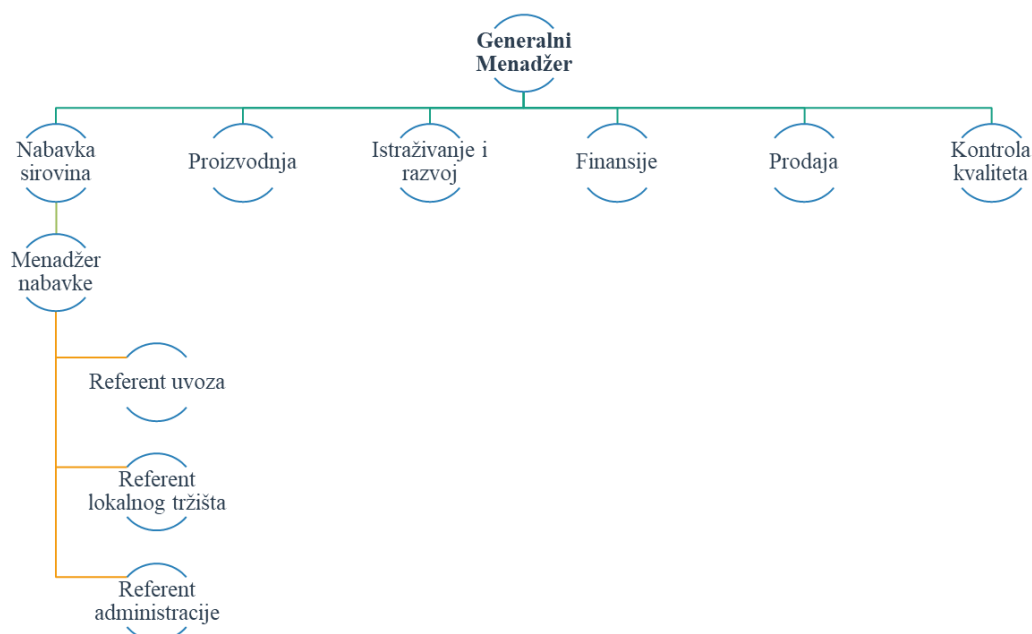 Generalni
Menadžer
Nabavka
sirovina
Proizvodnja
Istraživanje i
razvoj
Finansije
Prodaja
Kontrola
kvaliteta
Menadžer
nabavke
Referent uvoza
Referent
lokalnog tržišta
Referent
administracije